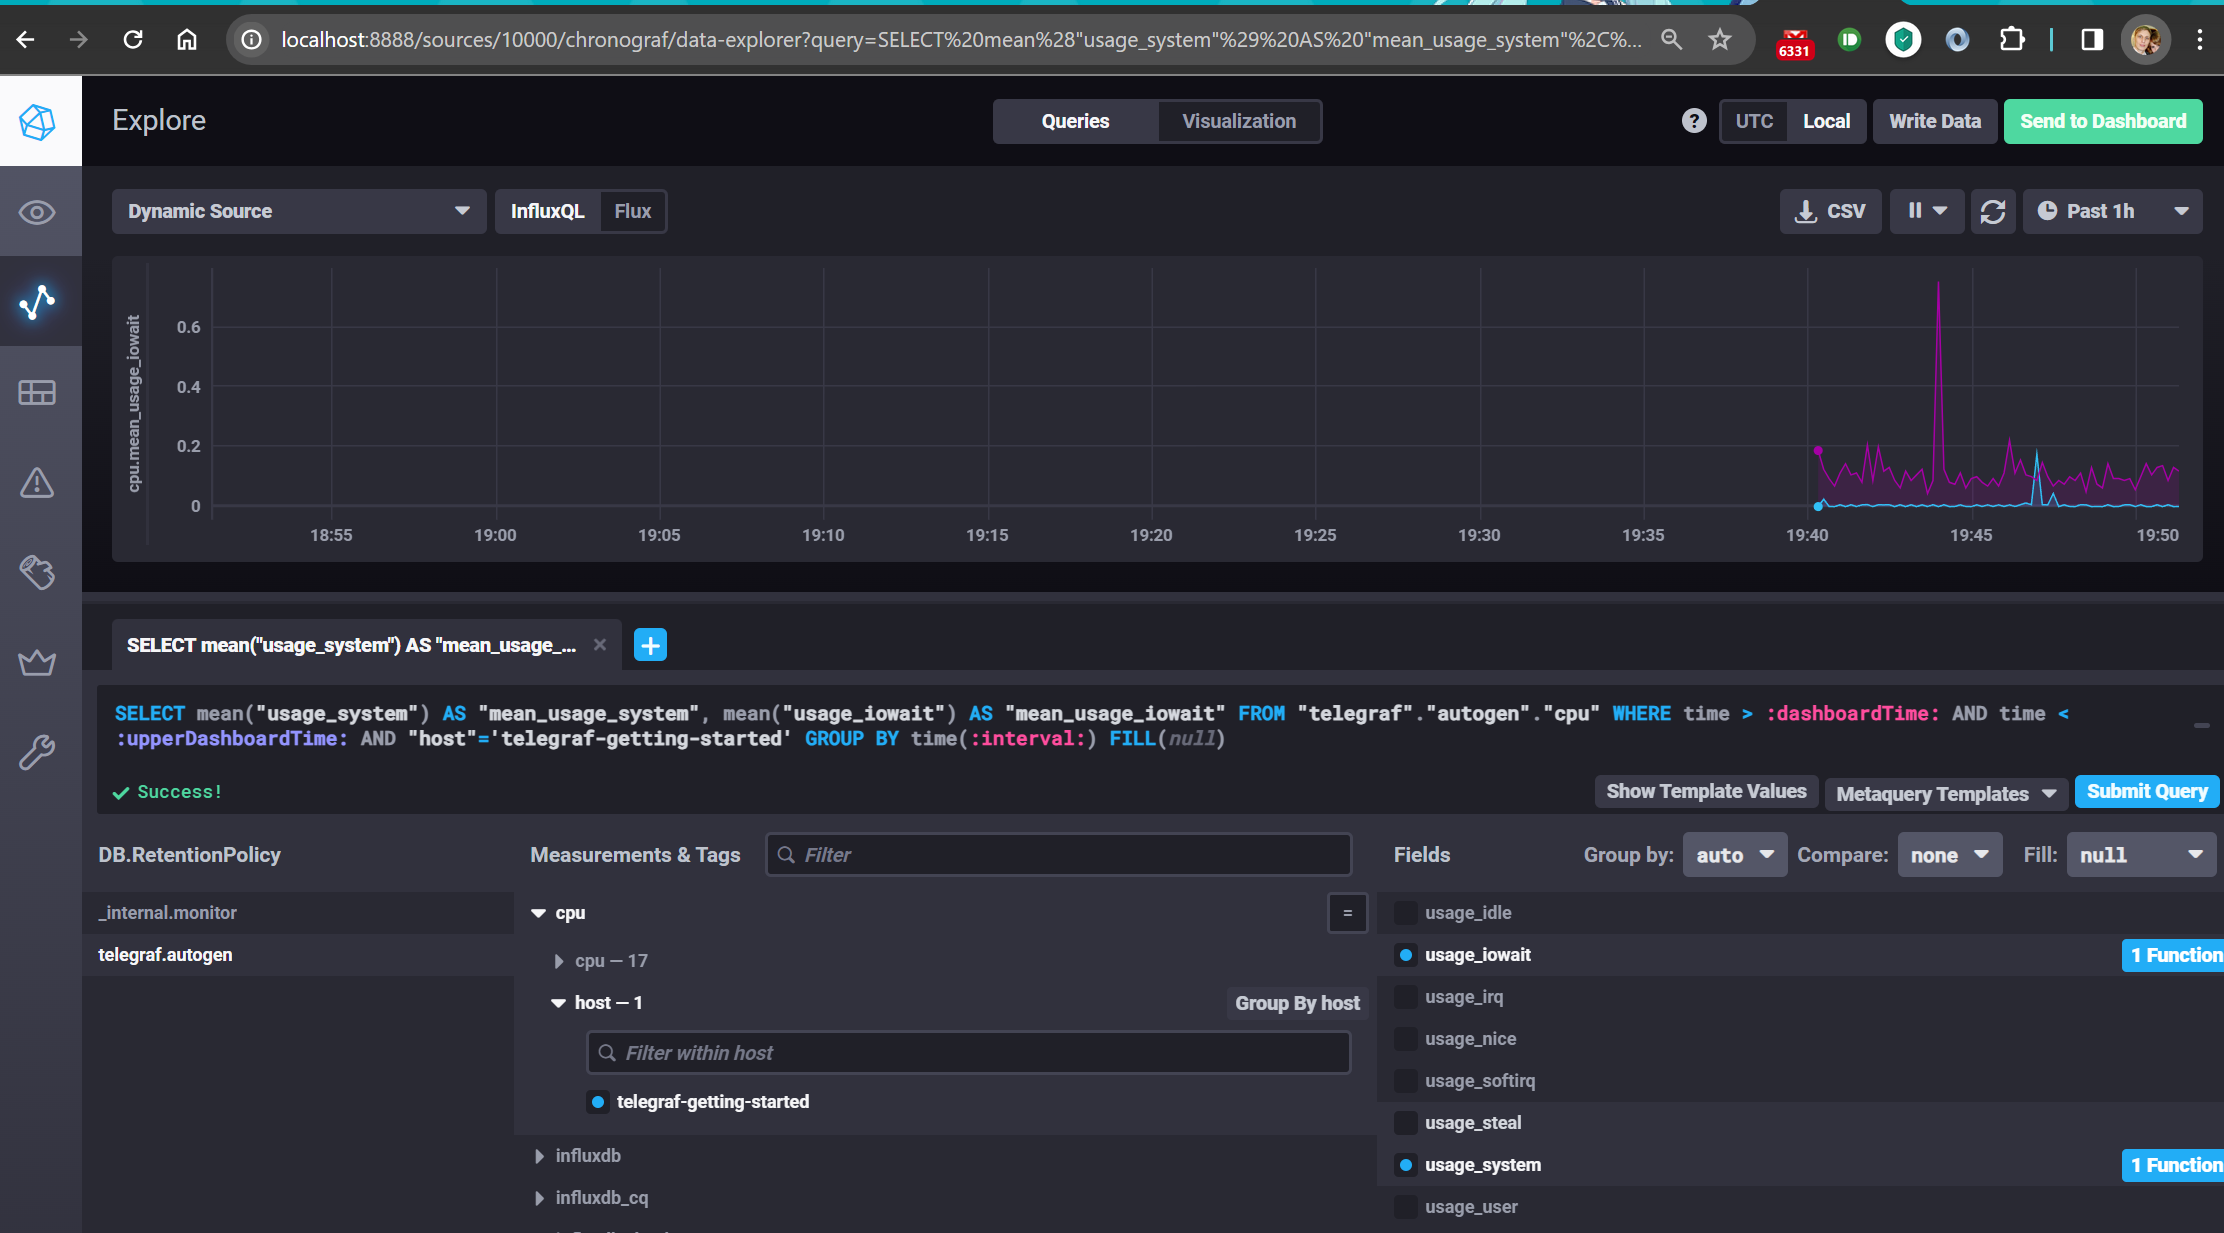 localhost:8888/sources/10000/chronograf/data-explorer?query=SELECT%20mean%28"usage_system"%29%20AS%20"mean_usage_system"%2C%...
6331
Explore
Queries
Visualization
?
UTC
Local
Write Data
Send to Dashboard
Dynamic Source
InfluxQL
Flux
CSV
Past 1h
cpu.mean_usage_iowait
0.6
0.4
0.2
0
18:55
19:00
19:05
19:10
19:15
19:20
19:25
19:30
19:35
19:40
19:45
19:50
SELECT mean("usage_system") AS "mean_usage_...
SELECT mean("usage_system") AS "mean_usage_system", mean("usage_iowait") AS "mean_usage_iowait" FROM "telegraf"."autogen"."cpu" WHERE time > :dashboardTime: AND time <
:upperDashboardTime: AND "host"='telegraf-getting-started' GROUP BY time(:interval:) FILL(null)
Success!
Show Template Values
Metaquery Templates
Submit Query
DB.RetentionPolicy
_internal.monitor
telegraf.autogen
Measurements & Tags
Filter
cpu
=
cpu — 17
host — 1
Group By host
Filter within host
telegraf-getting-started
influxdb
influxdb_cq
Fields
Group by: auto
Compare: none
Fill: null
usage_idle
usage_iowait
1 Function
usage_irq
usage_nice
usage_softirq
usage_steal
usage_system
1 Function
usage_user